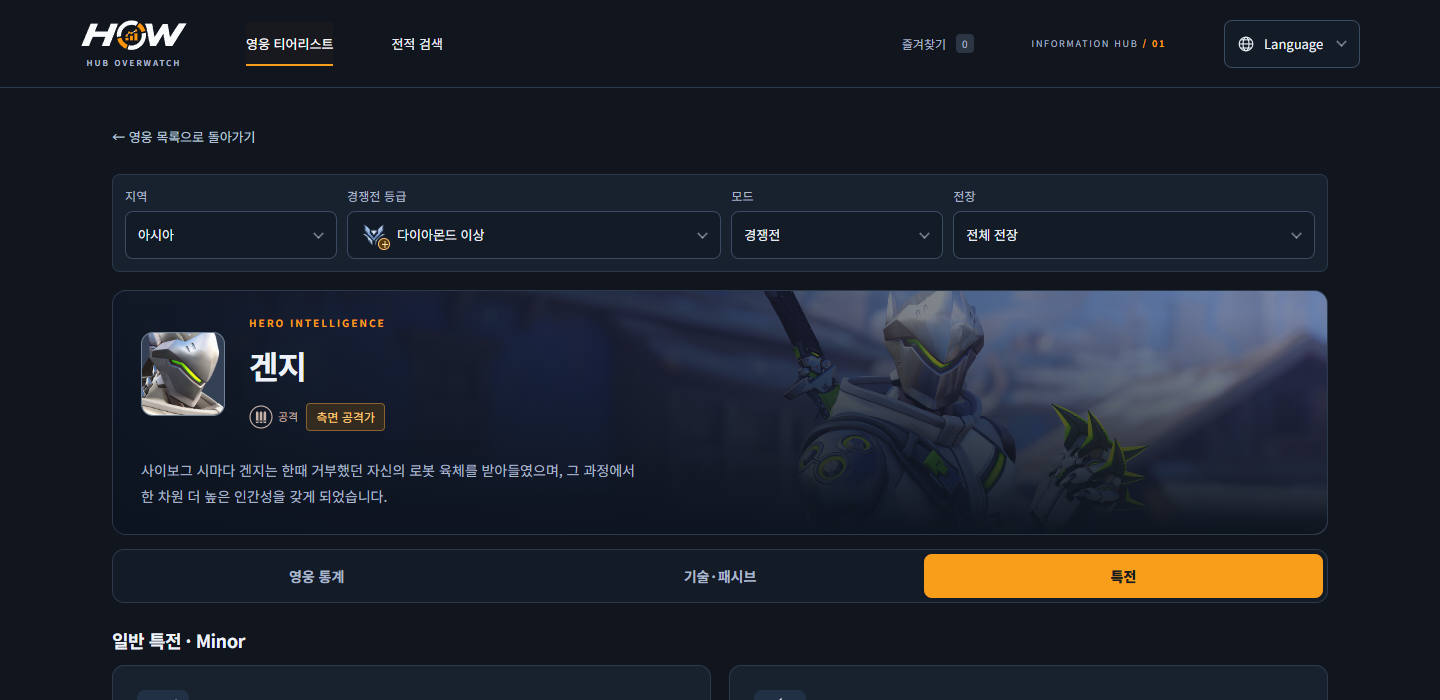 HOW
HUB OVERWATCH
영웅 티어리스트
전적 검색
즐겨찾기 0
INFORMATION HUB / 01
Language
← 영웅 목록으로 돌아가기
지역
경쟁전 등급
모드
전장
아시아
다이아몬드 이상
경쟁전
전체 전장
HERO INTELLIGENCE
겐지
공격
측면 공격가
사이보그 시마다 겐지는 한때 거부했던 자신의 로봇 육체를 받아들였으며, 그 과정에서
한 차원 더 높은 인간성을 갖게 되었습니다.
영웅 통계
기술·패시브
특전
일반 특전 · Minor